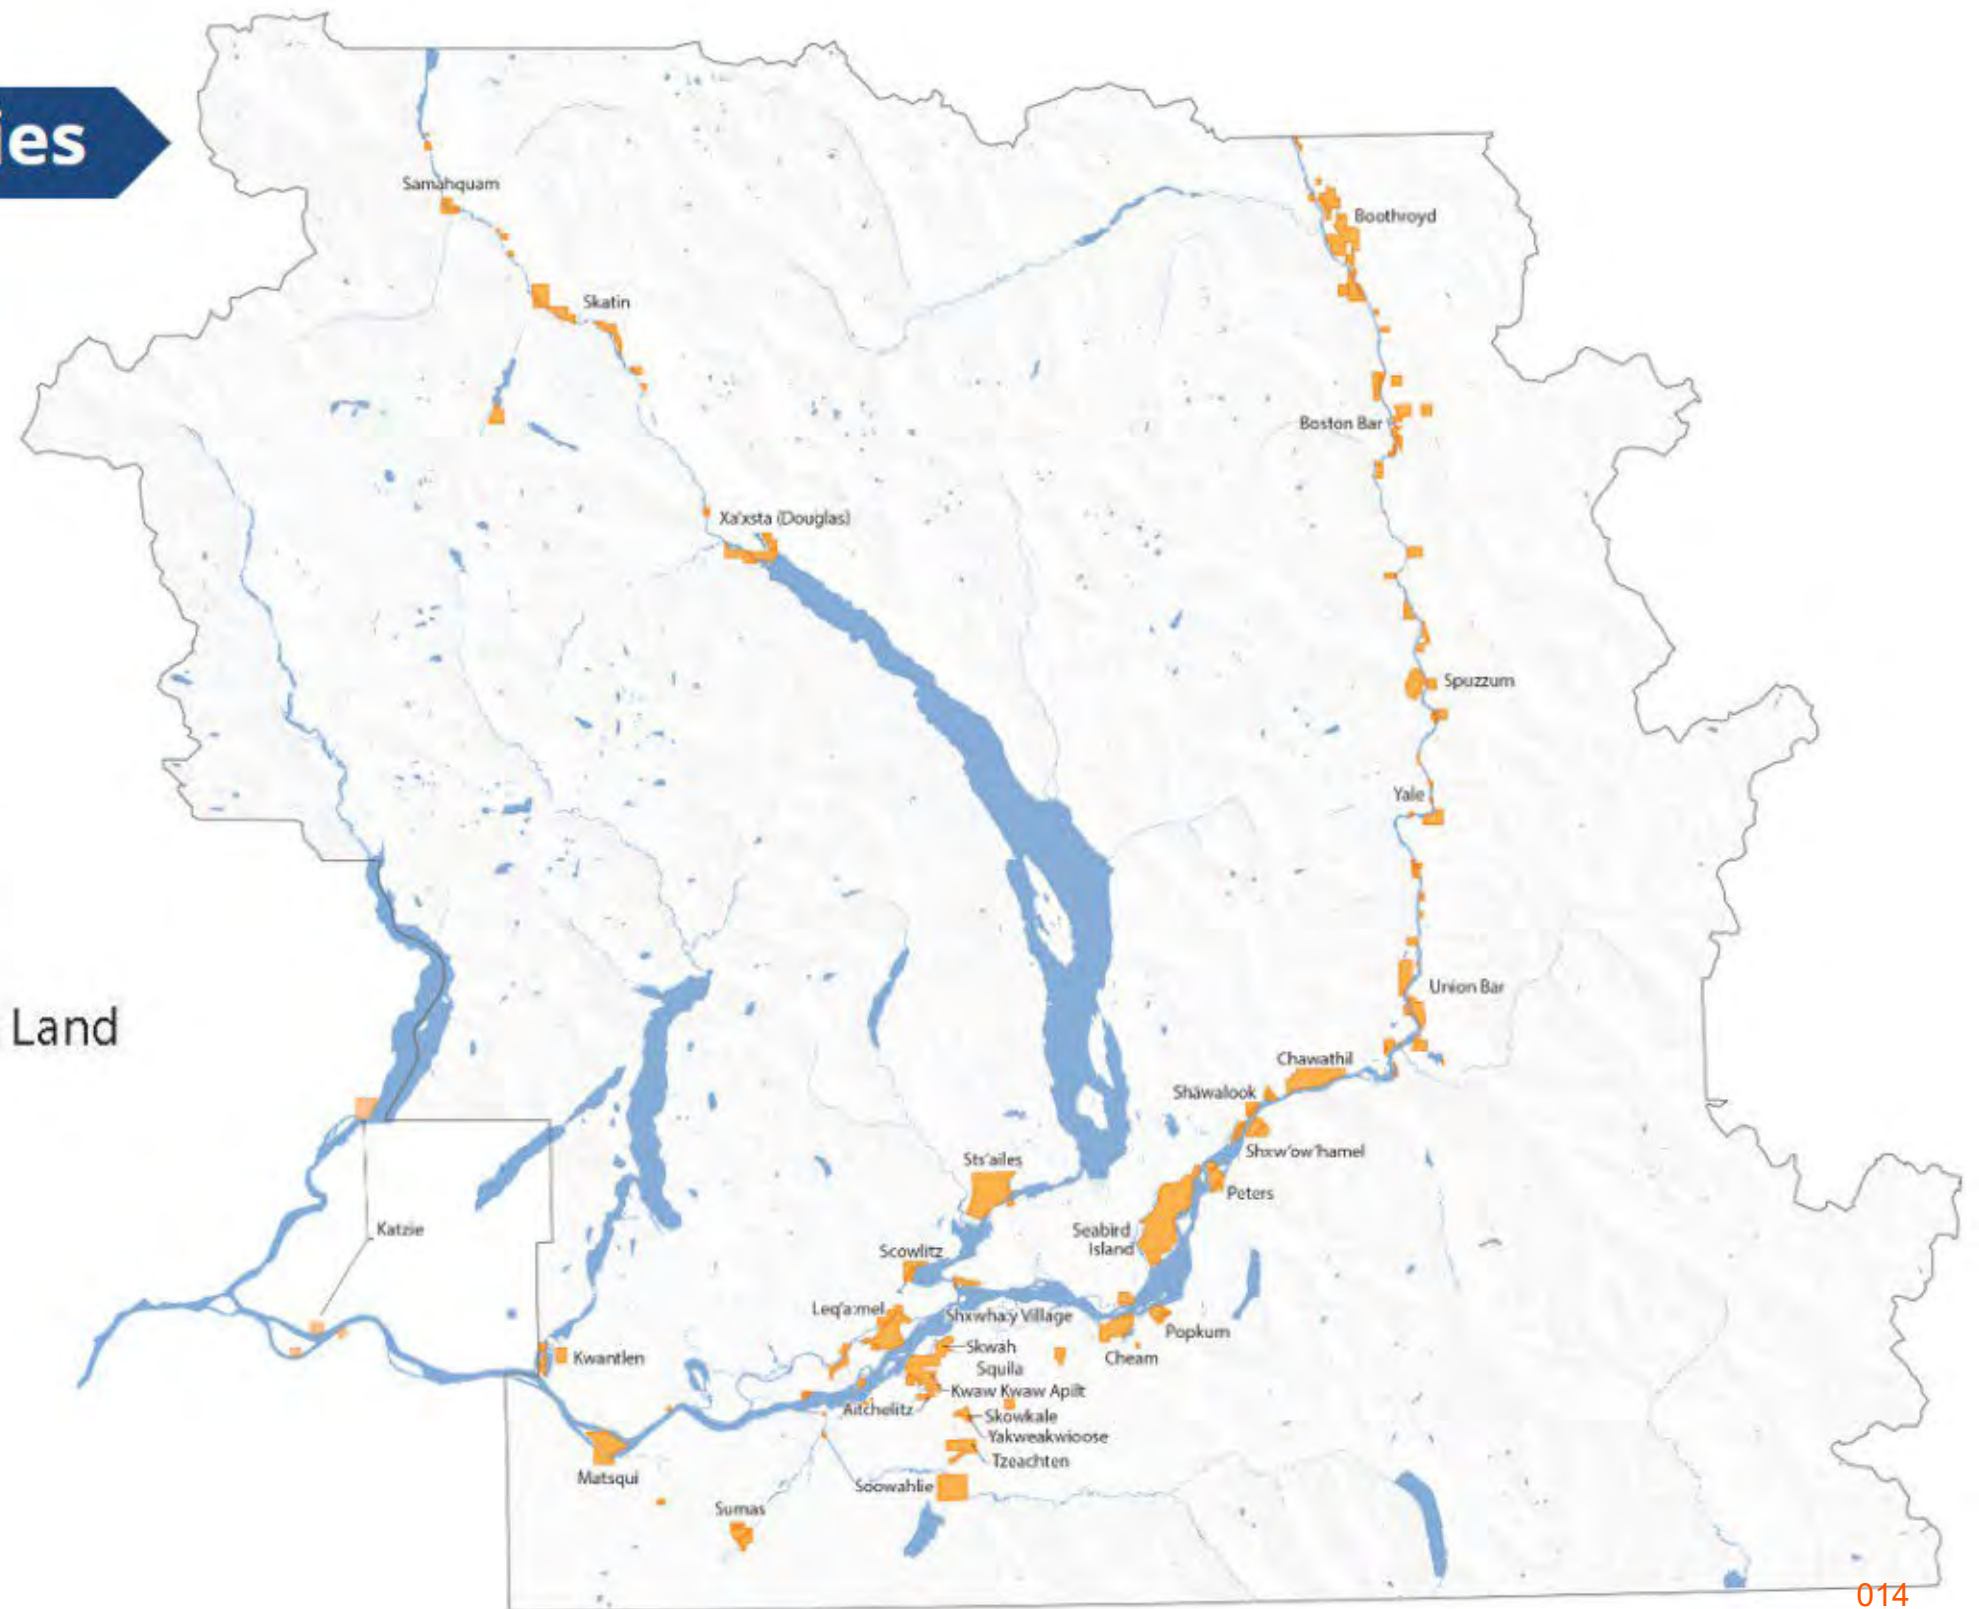 ies
Samahquam
Boothroyd
Skatin
Boston Bar
Xa'xsta (Douglas)
Spuzzum
Yale
Union Bar
Land
Chawathil
Shawalook
Shxw'ow'hamel
Sts'ailes
Peters
Katzie
Seabird
Island
Scowlitz
Leq'a:mel
Shxwha:y Village
Popkum
Skwah
Cheam
Kwantlen
Squila
Kwaw Kwaw Apilt
Aitchelitz
Skowkale
Yakweakwioose
Tzeachten
Matsqui
Soowahlie
Sumas
014